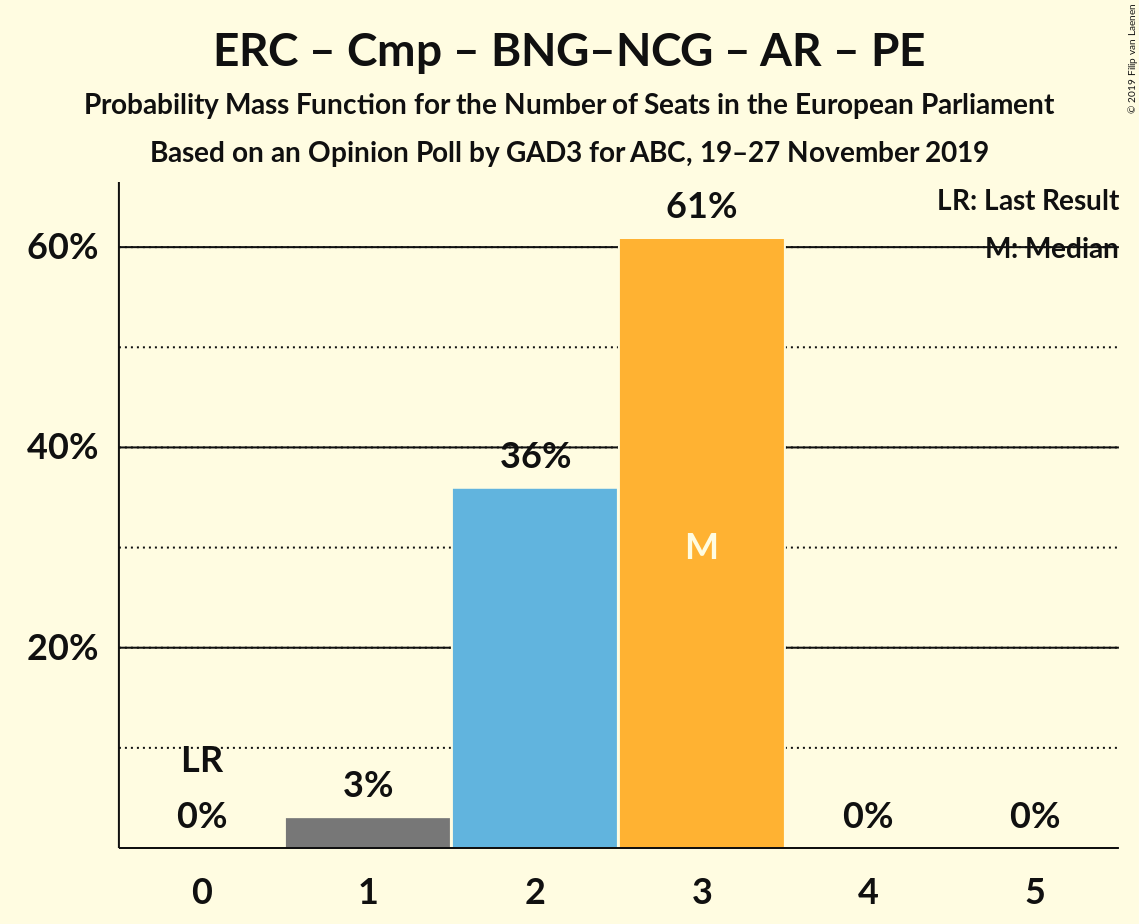 ERC – Cmp – BNG–NCG – AR – PE
Probability Mass Function for the Number of Seats in the European Parliament
Based on an Opinion Poll by GAD3 for ABC, 19–27 November 2019
© 2019 Filip van Laenen
LR: Last Result
M: Median
61%
60%
40%
36%
M
20%
LR
3%
0%
0%
0%
0
1
2
3
4
5